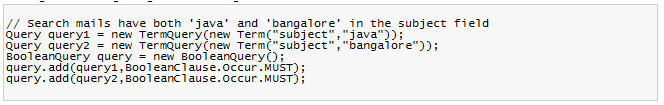 // Search mails have both 'java' and 'bangalore' in the subject field
Query query1 = new TermQuery(new Term("subject","java"));
Query query2 = new TermQuery(new Term("subject","bangalore"));
BooleanQuery query = new BooleanQuery();
query.add(query1,BooleanClause.Occur.MUST);
query.add(query2,BooleanClause.Occur.MUST);